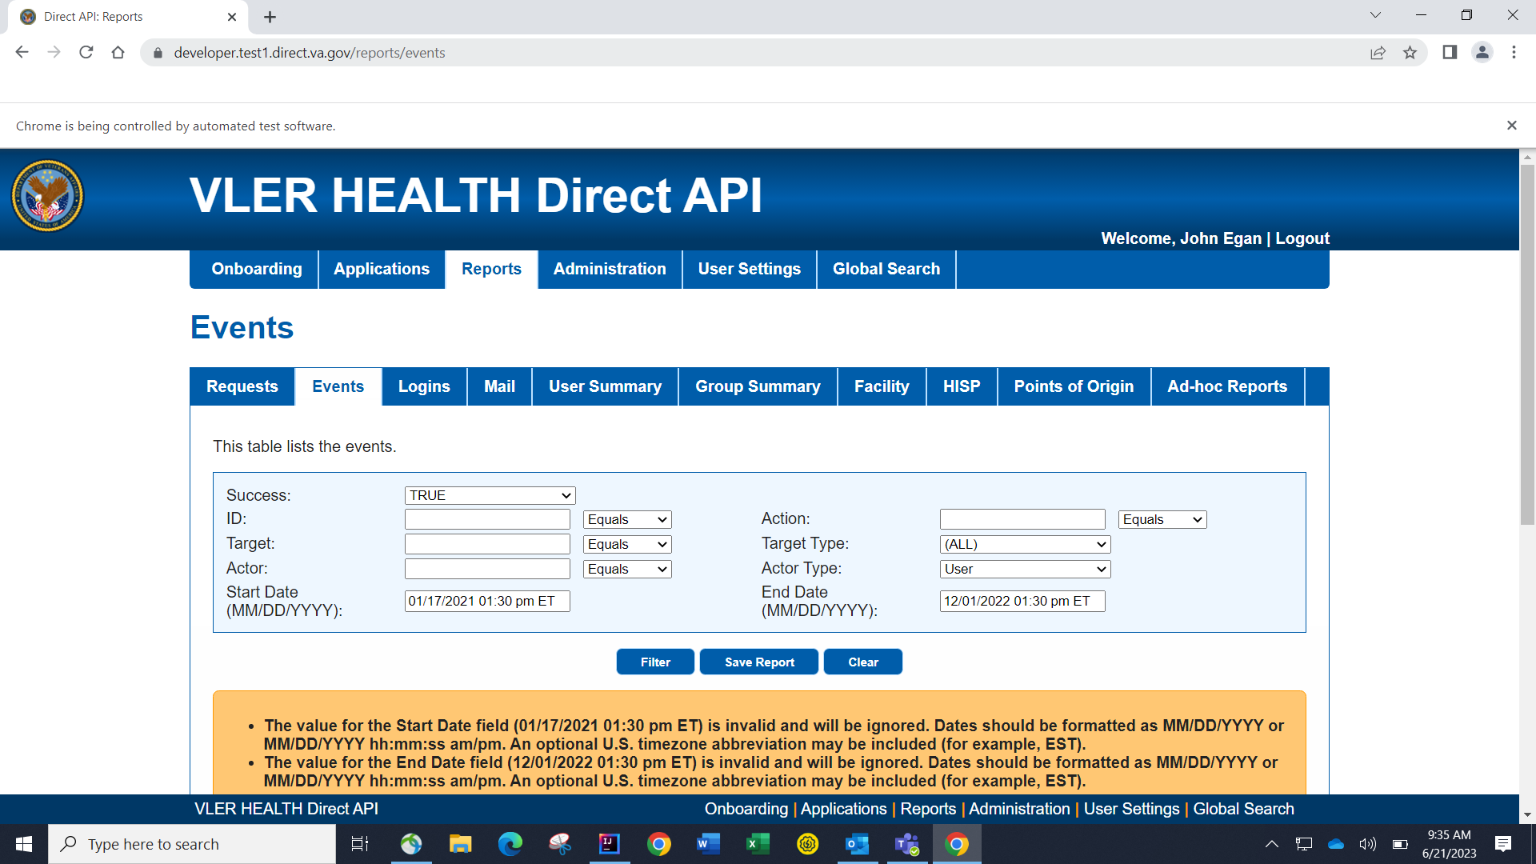 Direct API: Reports
developer.test1.direct.va.gov/reports/events
Chrome is being controlled by automated test software.
VLER HEALTH Direct API
Welcome, John Egan | Logout
Onboarding Applications Reports Administration User Settings Global Search
Events
Requests Events Logins Mail User Summary Group Summary Facility HISP Points of Origin Ad-hoc Reports
This table lists the events.
Success: TRUE
ID: Equals Action: Equals
Target: Equals Target Type: (ALL)
Actor: Equals Actor Type: User
Start Date (MM/DD/YYYY): 01/17/2021 01:30 pm ET End Date (MM/DD/YYYY): 12/01/2022 01:30 pm ET
Filter Save Report Clear
• The value for the Start Date field (01/17/2021 01:30 pm ET) is invalid and will be ignored. Dates should be formatted as MM/DD/YYYY or
MM/DD/YYYY hh:mm:ss am/pm. An optional U.S. timezone abbreviation may be included (for example, EST).
• The value for the End Date field (12/01/2022 01:30 pm ET) is invalid and will be ignored. Dates should be formatted as MM/DD/YYYY or
MM/DD/YYYY hh:mm:ss am/pm. An optional U.S. timezone abbreviation may be included (for example, EST).
VLER HEALTH Direct API Onboarding | Applications | Reports | Administration | User Settings | Global Search
Type here to search
9:35 AM
6/21/2023